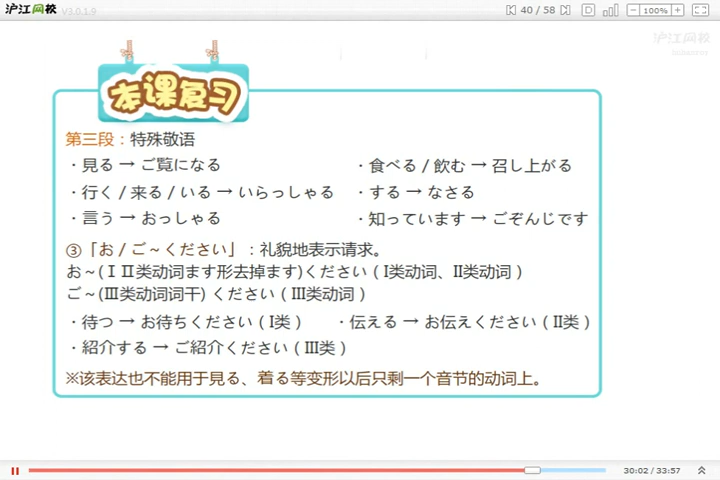 沪江网校 V3.0.1.9
40 / 58
100%
沪江网校
本课复习
第三段：特殊敬语
・見る → ご覧になる
・食べる / 飲む → 召し上がる
・行く / 来る / いる → いらっしゃる
・する → なさる
・言う → おっしゃる
・知っています → ごぞんじです
③「お / ご～ください」：礼貌地表示请求。
お～(ⅠⅡ类动词ます形去掉ます)ください（Ⅰ类动词、Ⅱ类动词）
ご～(Ⅲ类动词词干) ください（Ⅲ类动词）
・待つ → お待ちください（Ⅰ类）
・伝える → お伝えください（Ⅱ类）
・紹介する → ご紹介ください（Ⅲ类）
※该表达也不能用于見る、着る等变形以后只剩一个音节的动词上。
30:02 / 33:57